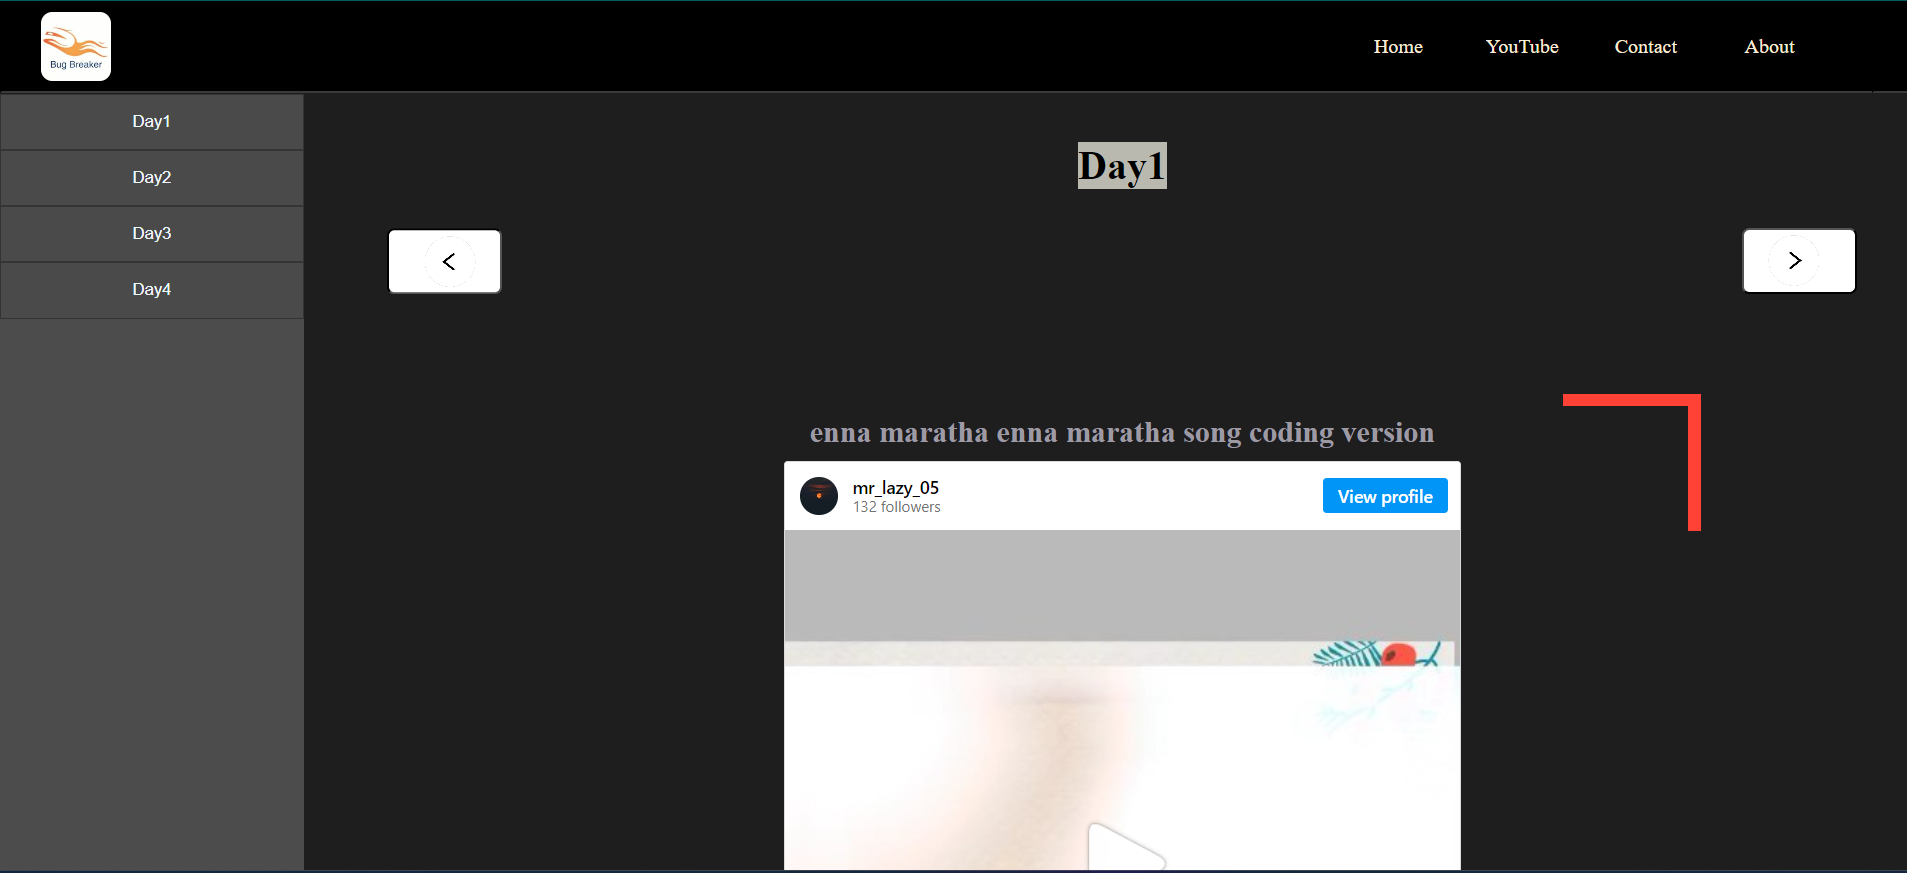 Bug Breaker
Home YouTube Contact About
Day1
Day2
Day3
Day4
Day1
enna maratha enna maratha song coding version
mr_lazy_05
132 followers
View profile